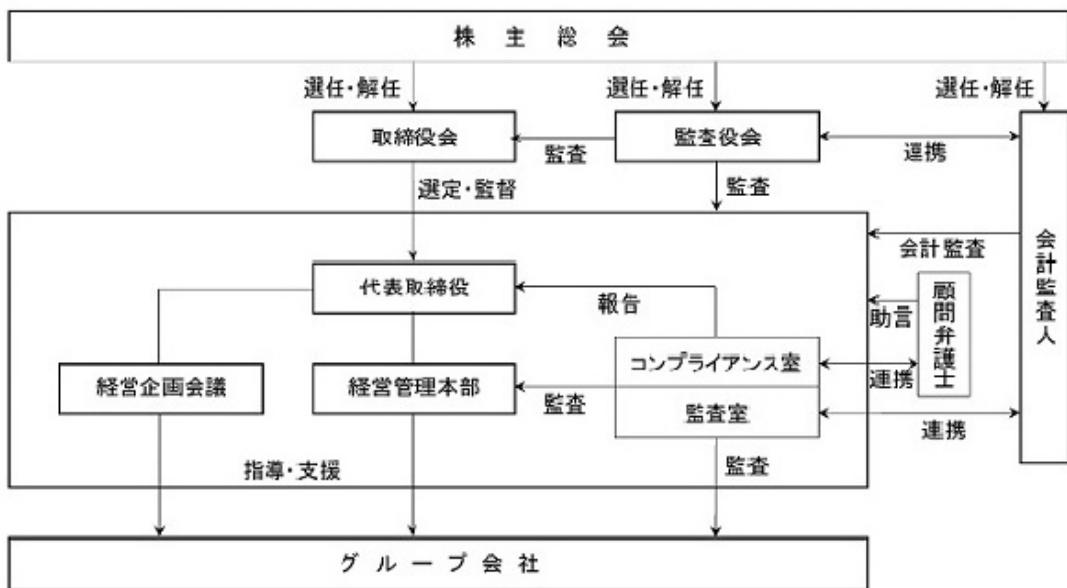 株主総会
選任・解任
選任・解任
選任・解任
取締役会
監査
監査役会
連携
選定・監督
監査
会計監査人
会計監査
代表取締役
報告
助言
顧問弁護士
コンプライアンス室
連携
経営企画会議
経営管理本部
監査
監査室
連携
指導・支援
監査
グループ会社